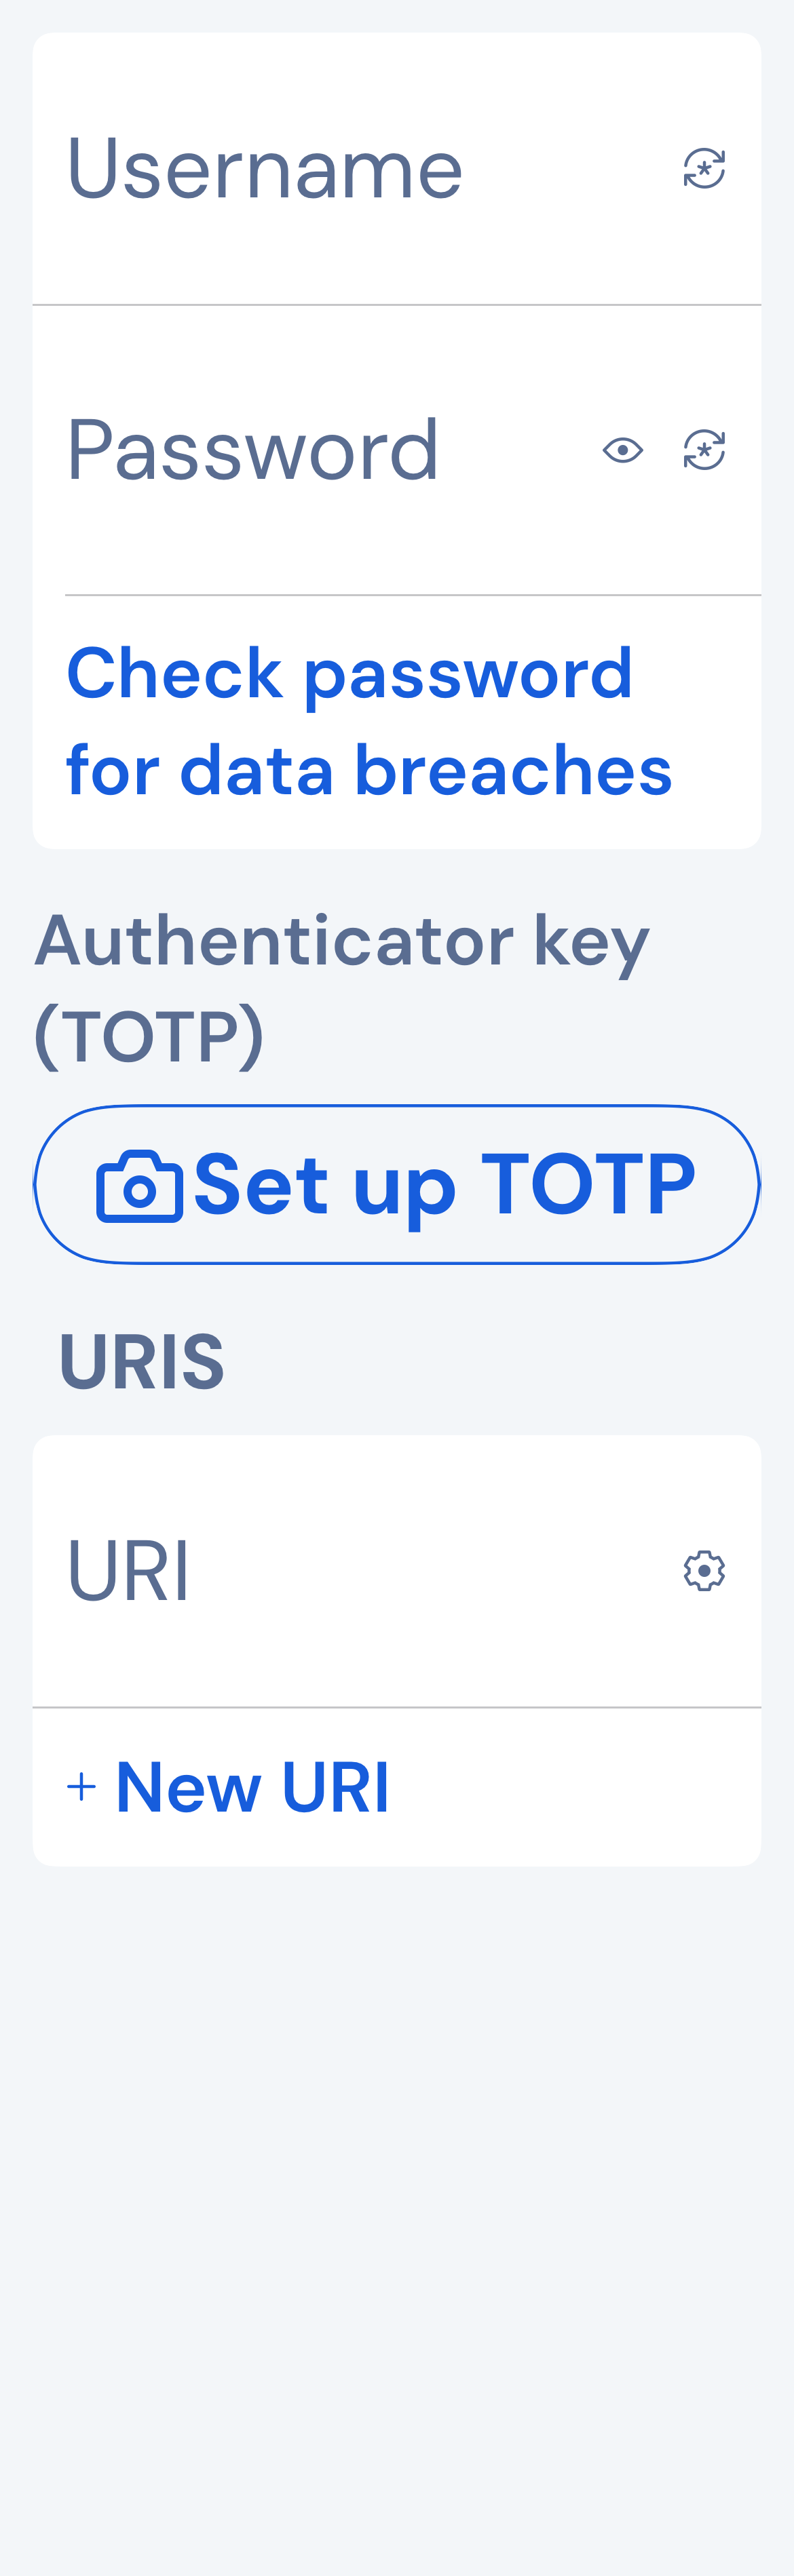 Username
Password
Check password
for data breaches
Authenticator key
(TOTP)
Set up TOTP
URIS
URI
New URI